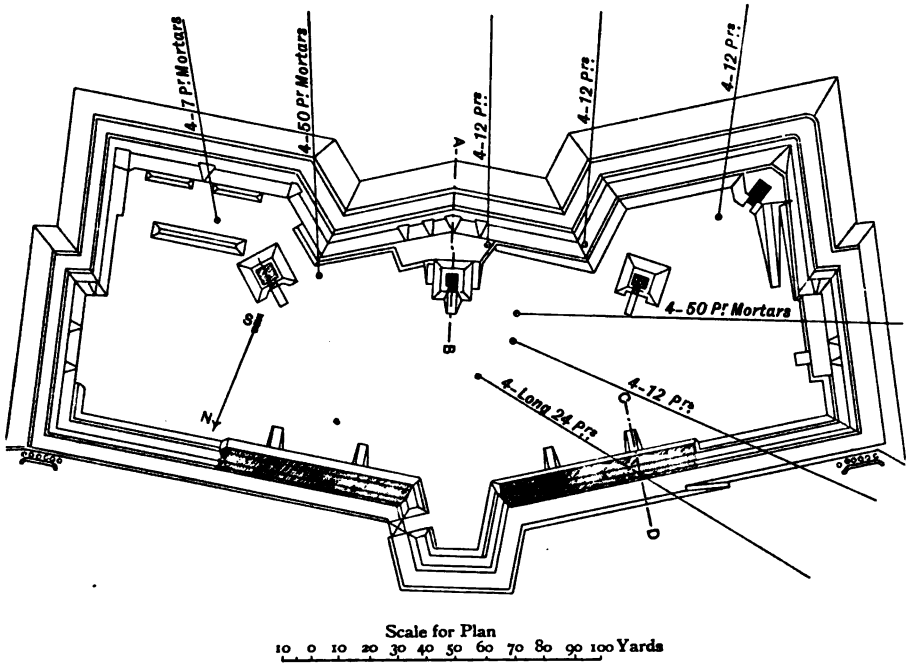 4-7 Pr Mortars
4-50 Pr Mortars
4-12 Prs
4-12 Prs
4-12 Prs
A
B
S
N
4-50 Pr Mortars
4-12 Prs
4-Long 24 Prs
C
D
Scale for Plan
10 0 10 20 30 40 50 60 70 80 90 100 Yards